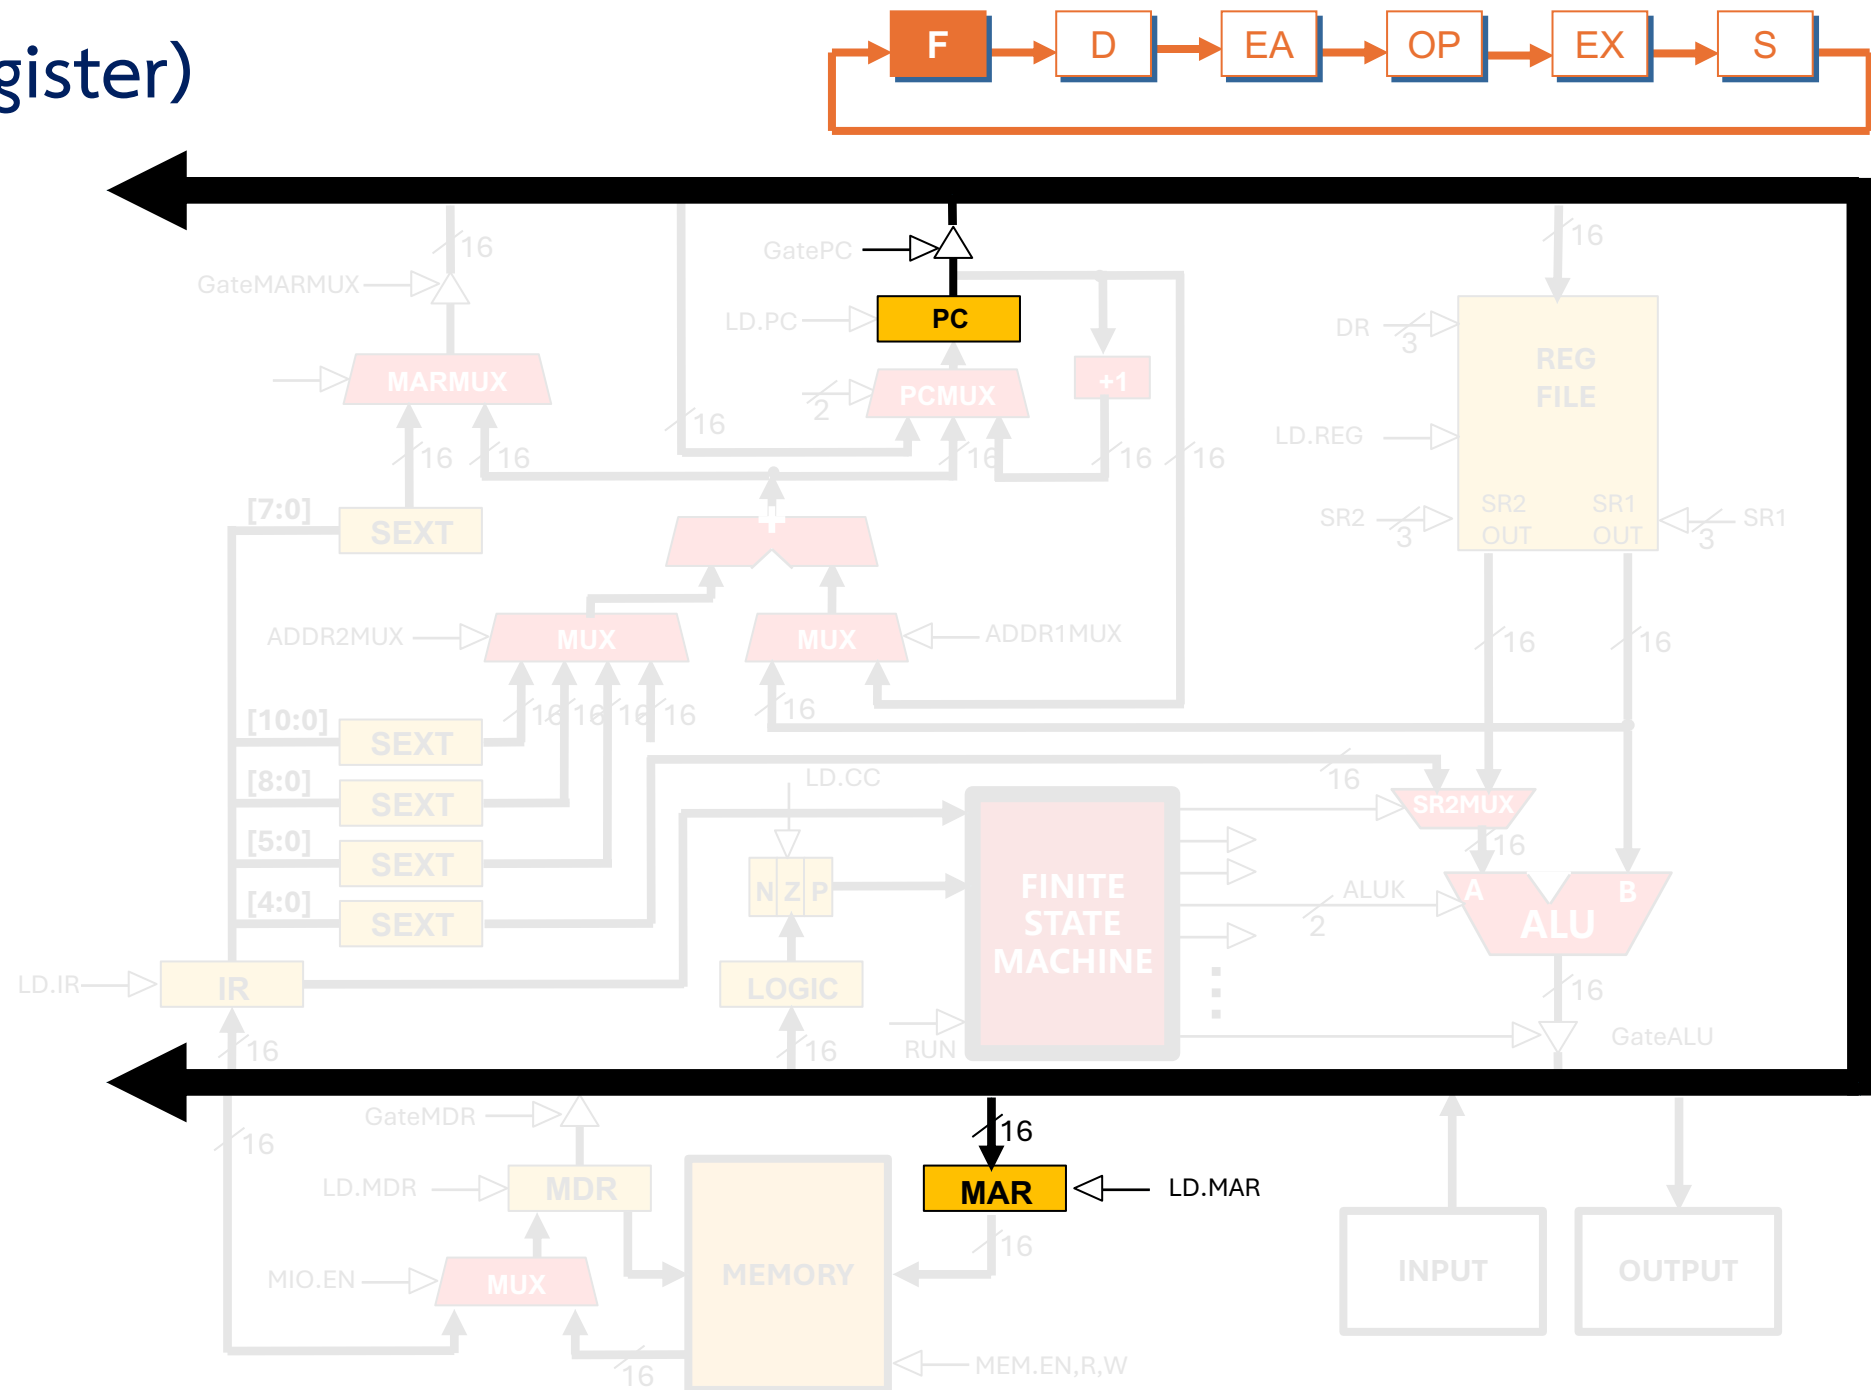 gister)
F D EA OP EX S
16
16
GatePC
GateMARMUX
LD.PC
PC
DR
3
REG
FILE
MARMUX
PCMUX
+1
2
16
LD.REG
16
16
16
16
16
[7:0]
SEXT
+
SR2
3
SR2
OUT
SR1
OUT
3
SR1
ADDR2MUX
MUX
MUX
ADDR1MUX
16
16
16
16
16
16
16
[10:0]
SEXT
[8:0]
SEXT
LD.CC
16
SR2MUX
[5:0]
SEXT
16
N Z P
FINITE
STATE
MACHINE
ALUK
2
A
B
ALU
[4:0]
SEXT
LD.IR
IR
LOGIC
16
16
16
RUN
GateALU
GateMDR
16
16
LD.MDR
MDR
MAR
LD.MAR
16
MIO.EN
MUX
MEMORY
INPUT
OUTPUT
16
MEM.EN,R,W